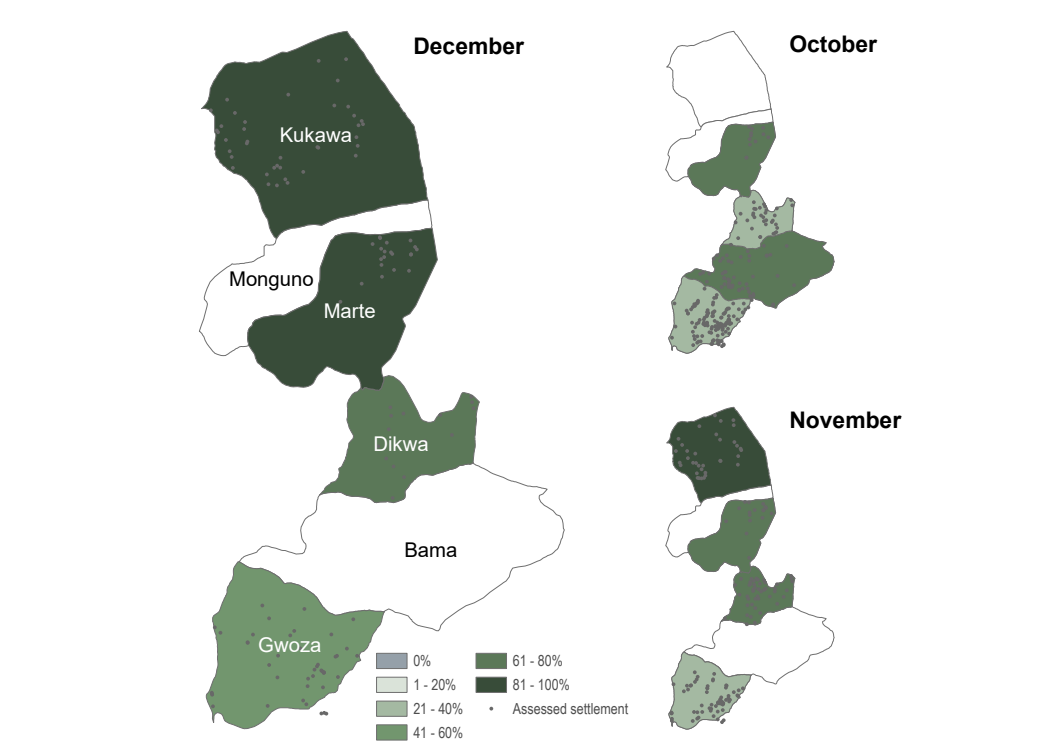 December
October
Kukawa
Monguno
Marte
November
Dikwa
Bama
Gwoza
0%
1 - 20%
21 - 40%
41 - 60%
61 - 80%
81 - 100%
Assessed settlement